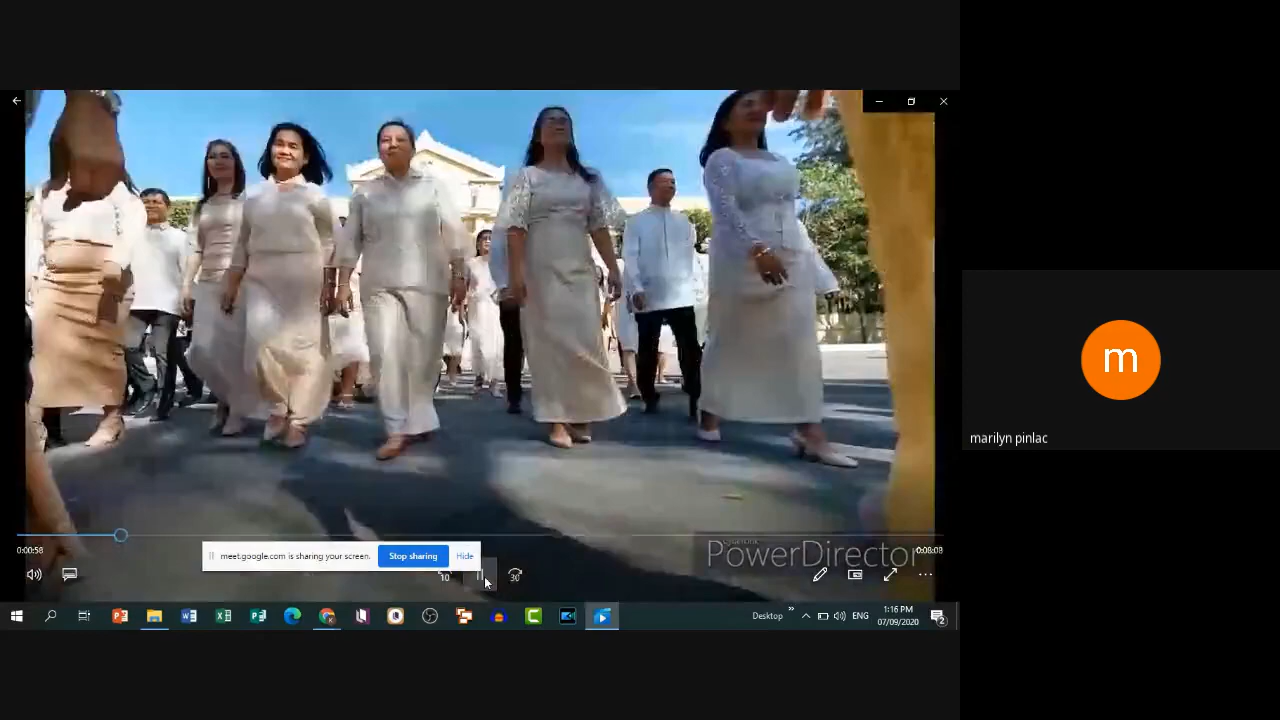 m
marilyn pinlac
0:00:58
0:08:08
meet.google.com is sharing your screen.
Stop sharing
Hide
PowerDirector
10
30
Desktop
ENG
1:16 PM
07/09/2020
2